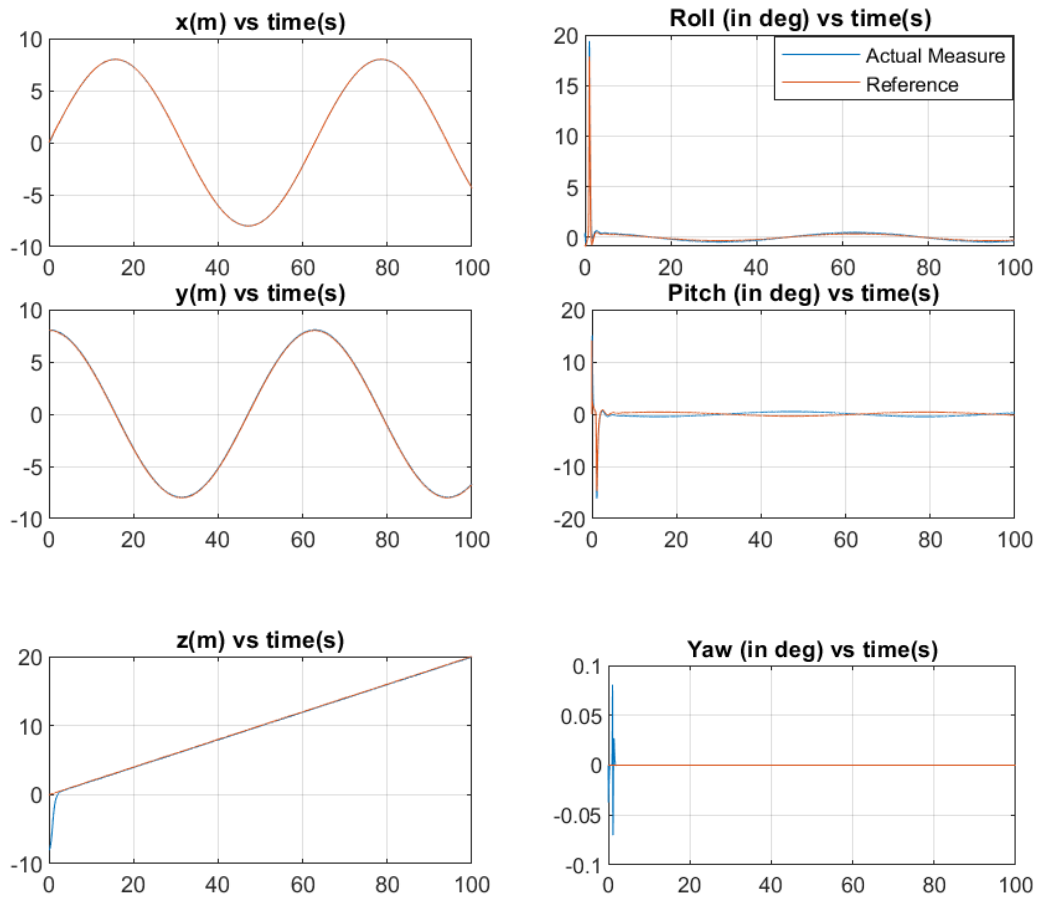 x(m) vs time(s)
10
5
0
-5
-10
0 20 40 60 80 100
Roll (in deg) vs time(s)
Actual Measure
Reference
20
15
10
5
0
0 20 40 60 80 100
y(m) vs time(s)
10
5
0
-5
-10
0 20 40 60 80 100
Pitch (in deg) vs time(s)
20
10
0
-10
-20
0 20 40 60 80 100
z(m) vs time(s)
20
10
0
-10
0 20 40 60 80 100
Yaw (in deg) vs time(s)
0.1
0.05
0
-0.05
-0.1
0 20 40 60 80 100